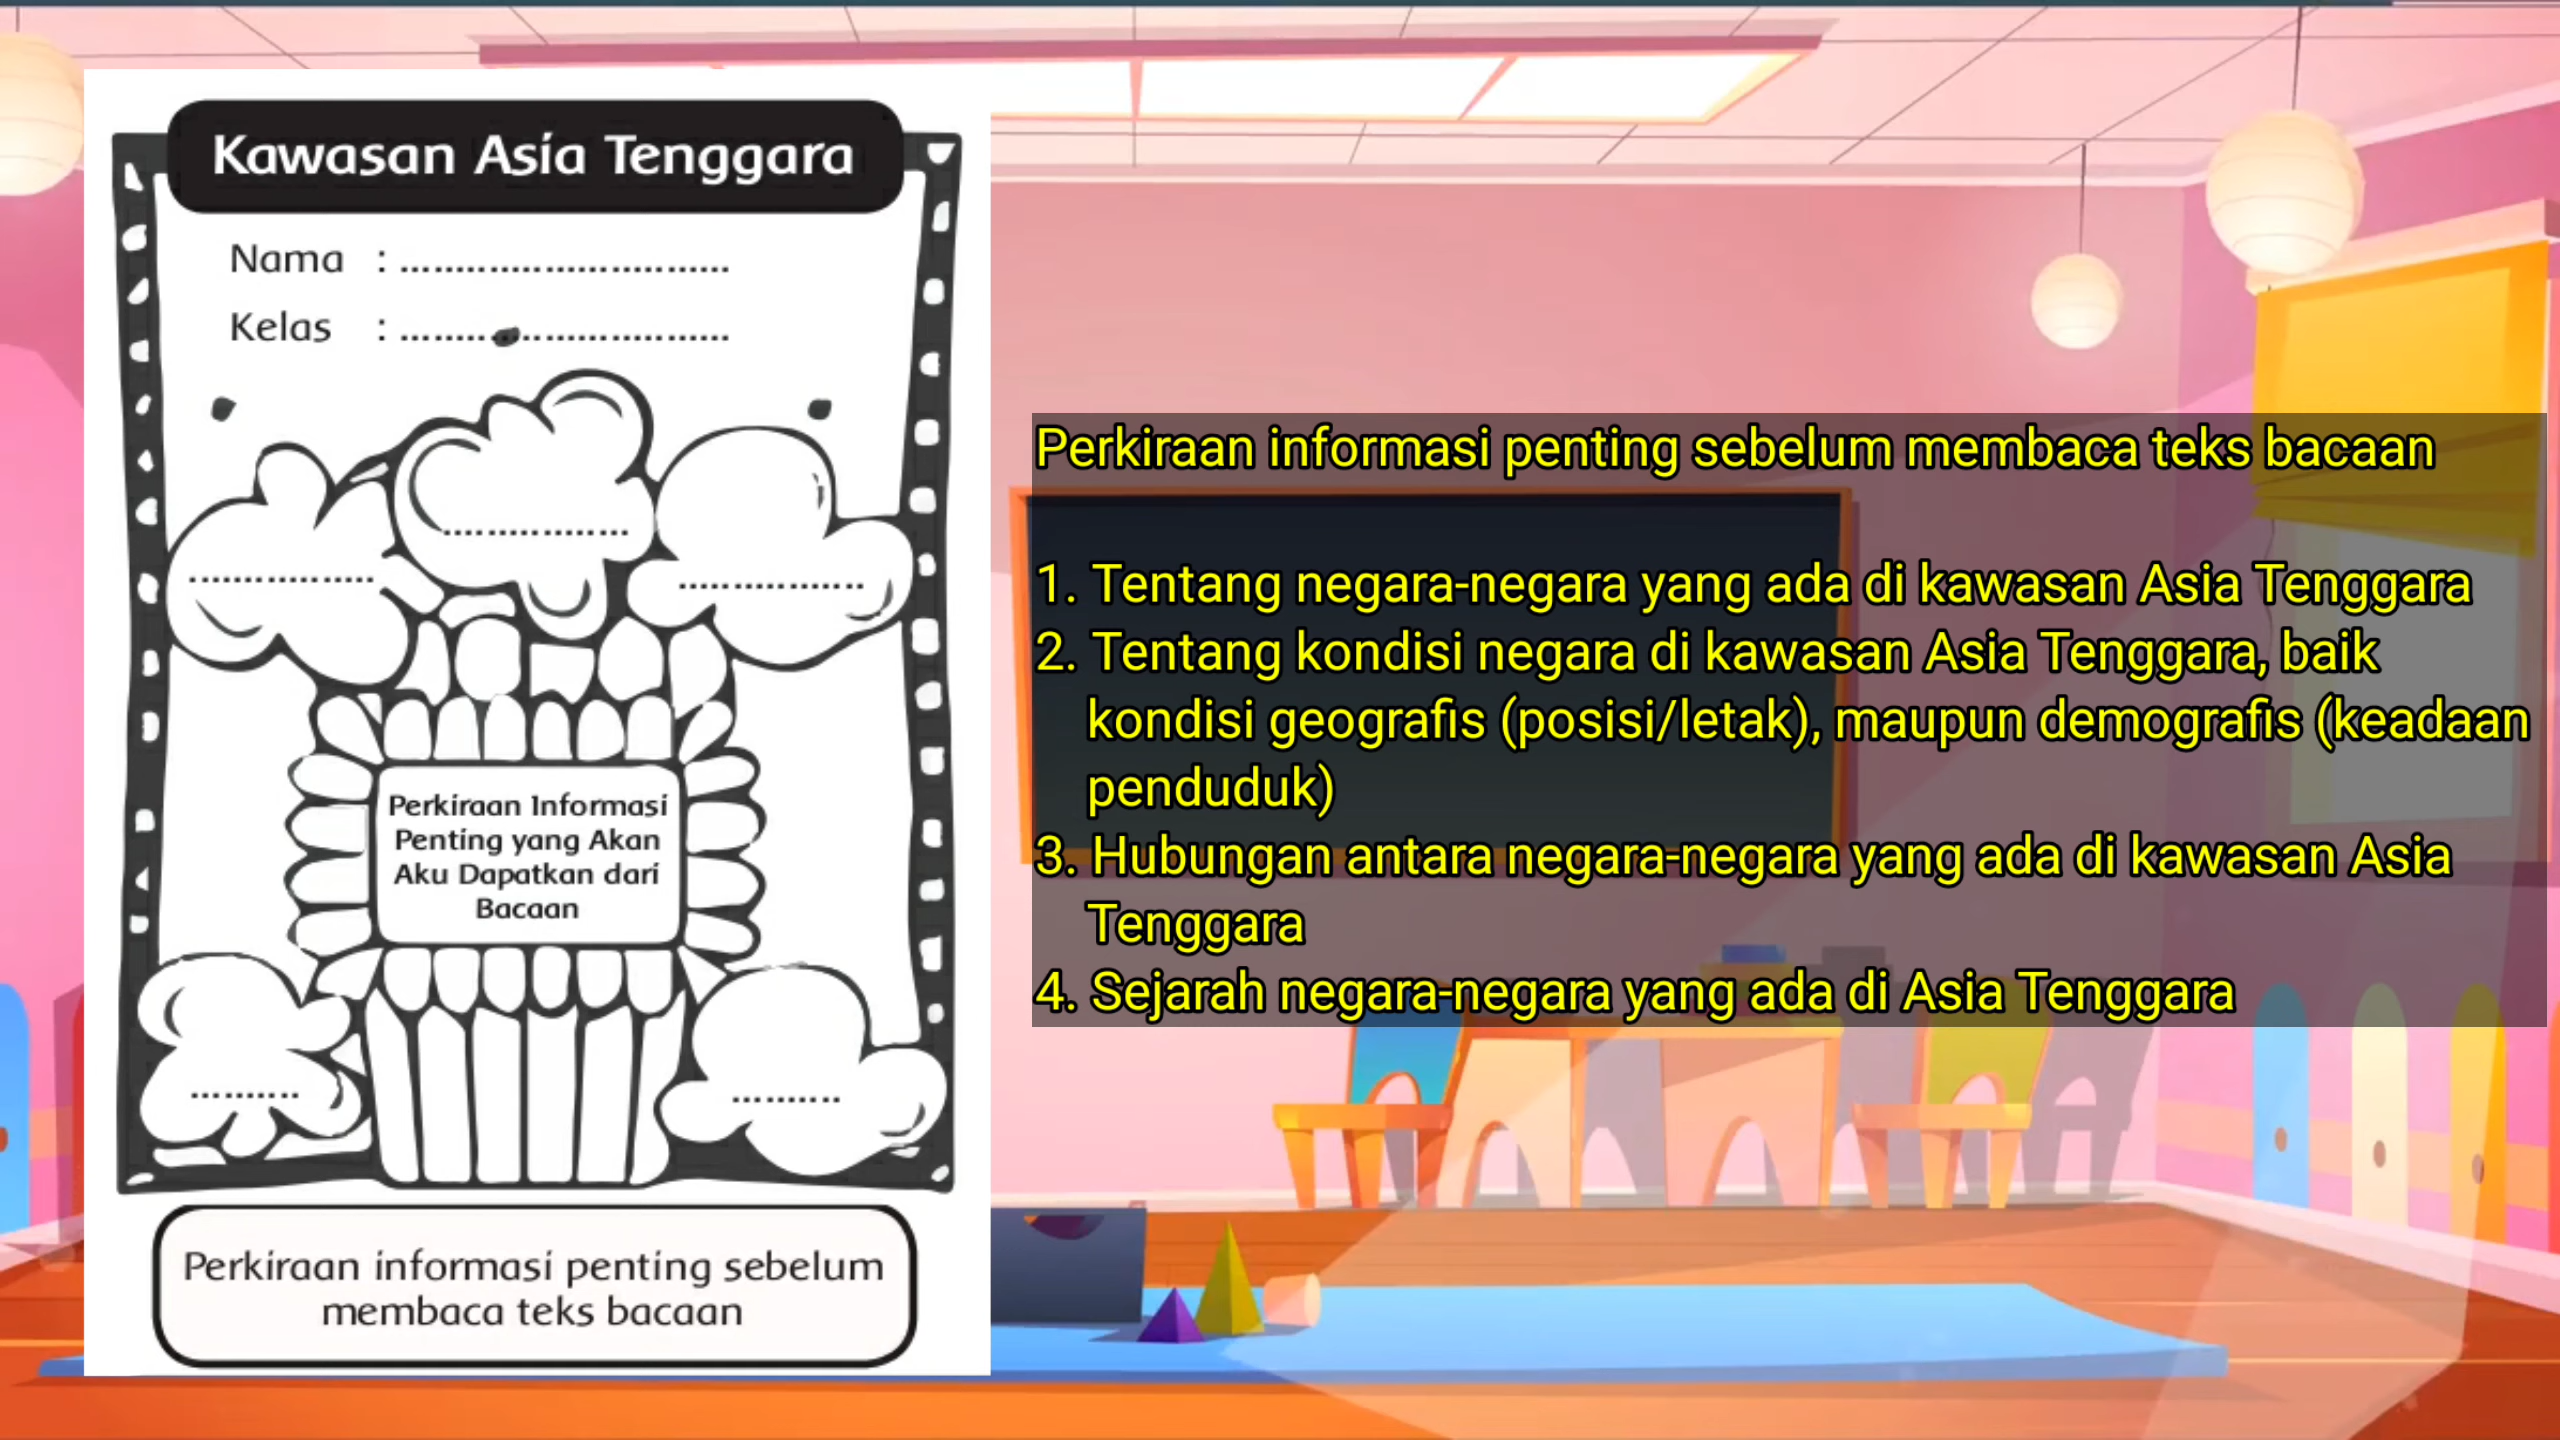 Kawasan Asia Tenggara
Nama : ..............................
Kelas : ..............................
.................
.................
.................
Perkiraan Informasi
Penting yang Akan
Aku Dapatkan dari
Bacaan
..........
..........
Perkiraan informasi penting sebelum
membaca teks bacaan
Perkiraan informasi penting sebelum membaca teks bacaan
1. Tentang negara-negara yang ada di kawasan Asia Tenggara
2. Tentang kondisi negara di kawasan Asia Tenggara, baik
kondisi geografis (posisi/letak), maupun demografis (keadaan
penduduk)
3. Hubungan antara negara-negara yang ada di kawasan Asia
Tenggara
4. Sejarah negara-negara yang ada di Asia Tenggara